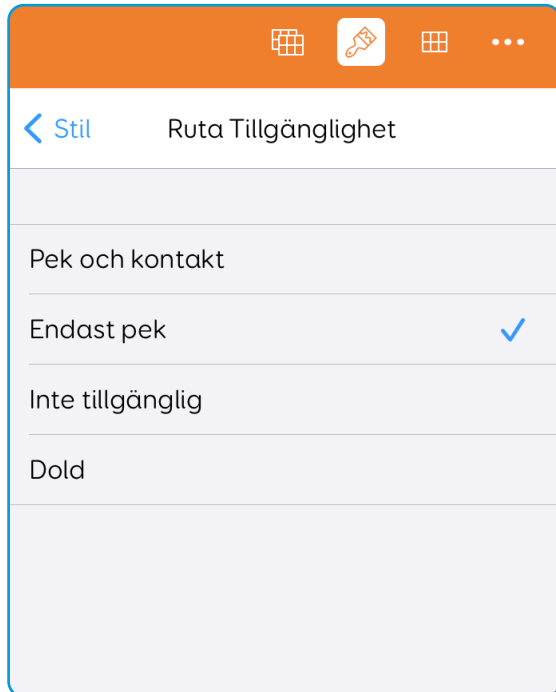 Stil
Ruta Tillgänglighet
Pek och kontakt
Endast pek
Inte tillgänglig
Dold